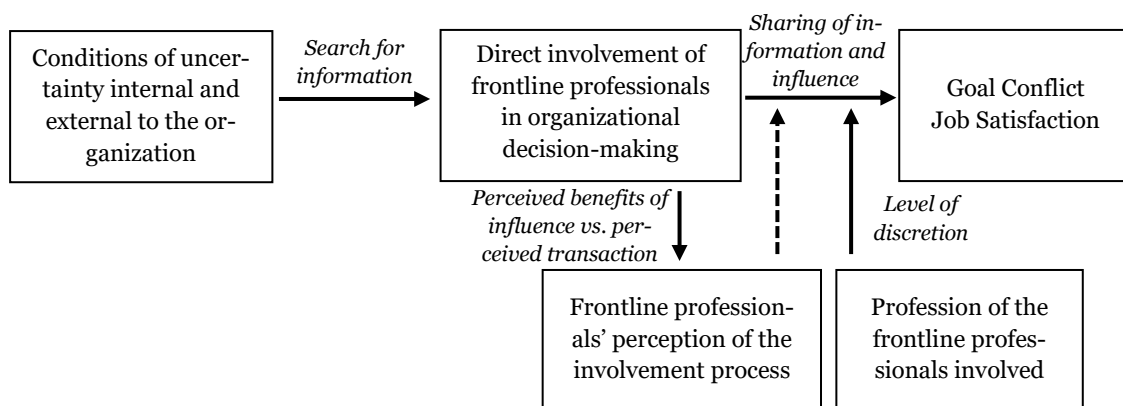 Conditions of uncer-
tainty internal and
external to the or-
ganization
Search for
information
Direct involvement of
frontline professionals
in organizational
decision-making
Sharing of in-
formation and
influence
Goal Conflict
Job Satisfaction
Perceived benefits of
influence vs. per-
ceived transaction
Level of
discretion
Frontline profession-
als’ perception of the
involvement process
Profession of the
frontline profes-
sionals involved